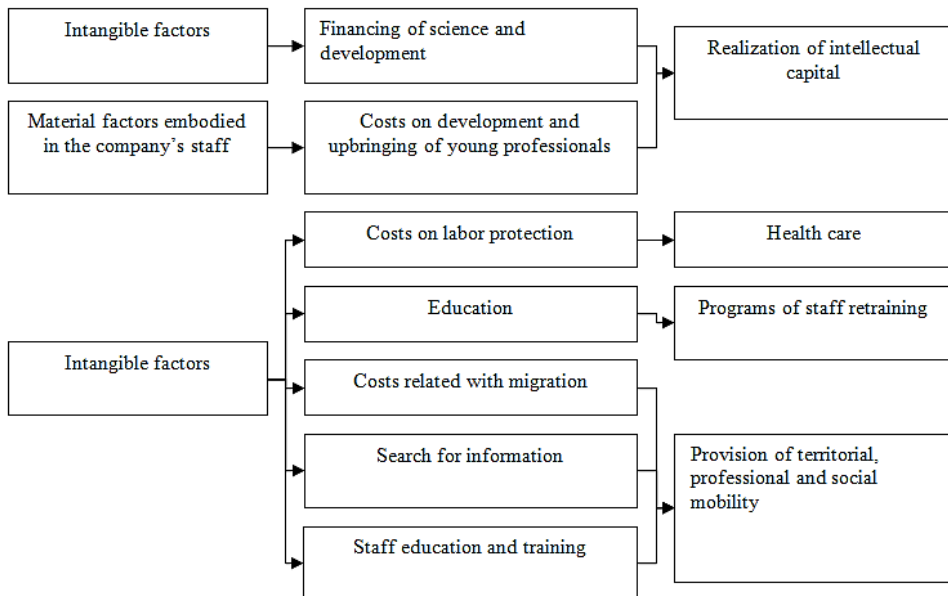 Intangible factors
Financing of science and
development
Realization of intellectual
capital
Material factors embodied
in the company's staff
Costs on development and
upbringing of young professionals
Costs on labor protection
Health care
Education
Programs of staff retraining
Intangible factors
Costs related with migration
Search for information
Provision of territorial,
professional and social
mobility
Staff education and training